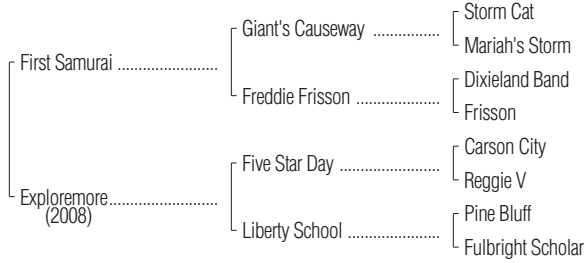 Storm Cat
Giant's Causeway ..................
Mariah's Storm
First Samurai ........................
Dixieland Band
Freddie Frisson ......................
Frisson
Carson City
Five Star Day ..........................
Reggie V
Exploremore..........................
(2008)
Pine Bluff
Liberty School ........................
Fulbright Scholar